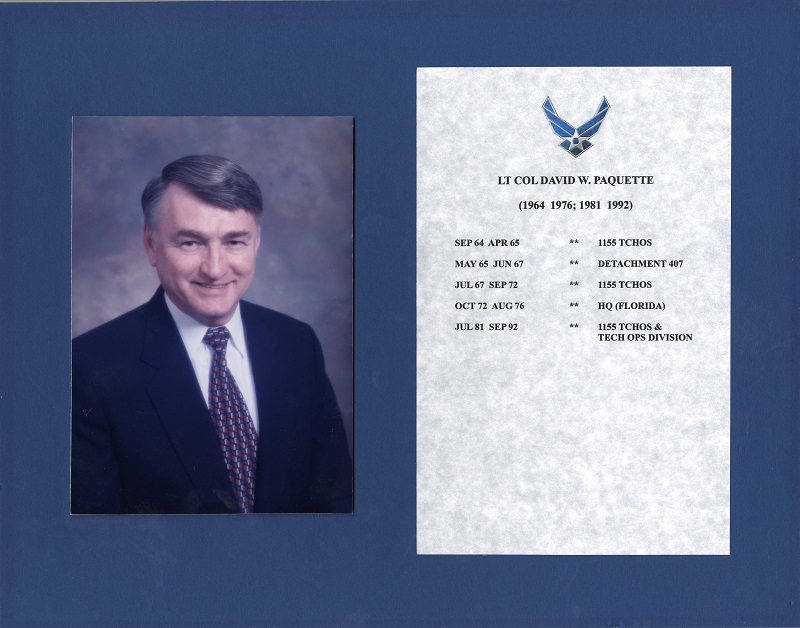 LT COL DAVID W. PAQUETTE
(1964 1976; 1981 1992)
SEP 64 APR 65 ** 1155 TCHOS
MAY 65 JUN 67 ** DETACHMENT 407
JUL 67 SEP 72 ** 1155 TCHOS
OCT 72 AUG 76 ** HQ (FLORIDA)
JUL 81 SEP 92 ** 1155 TCHOS &
TECH OPS DIVISION